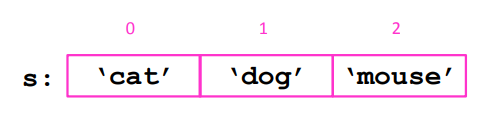 0 1 2
s: ‘cat’ ‘dog’ ‘mouse’